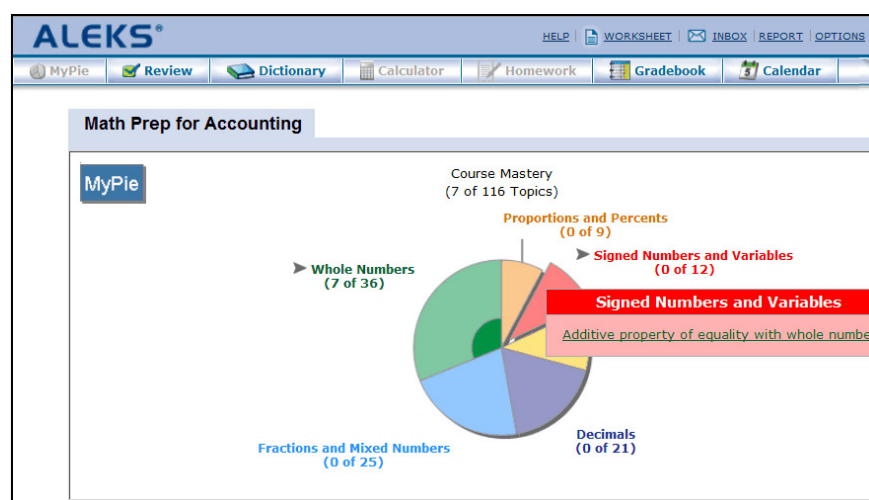 ALEKS®
HELP | WORKSHEET | INBOX | REPORT | OPTIONS
MyPie Review Dictionary Calculator Homework Gradebook 5 Calendar
Math Prep for Accounting
MyPie
Course Mastery
(7 of 116 Topics)
Proportions and Percents
(0 of 9)
Signed Numbers and Variables
(0 of 12)
Whole Numbers
(7 of 36)
Signed Numbers and Variables
Additive property of equality with whole numbe
Decimals
(0 of 21)
Fractions and Mixed Numbers
(0 of 25)